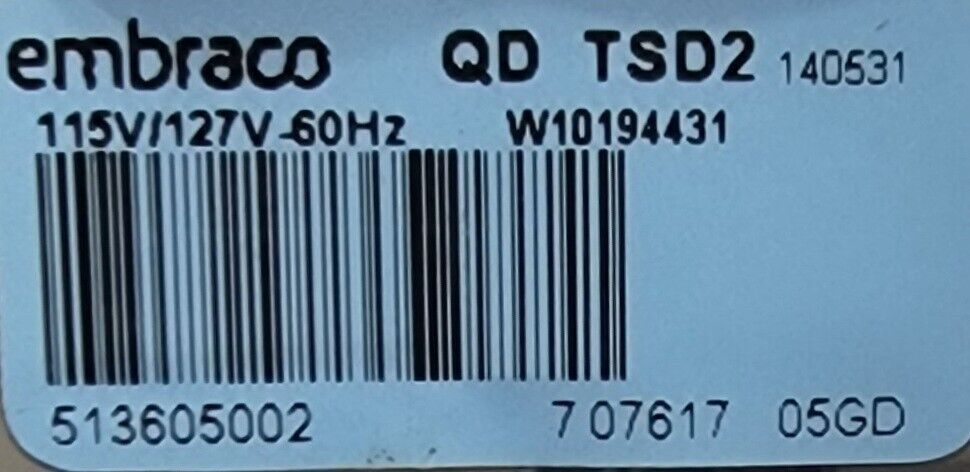 embraco QD TSD2 140531
115V/127V-60Hz W10194431
513605002 7 07617 05GD